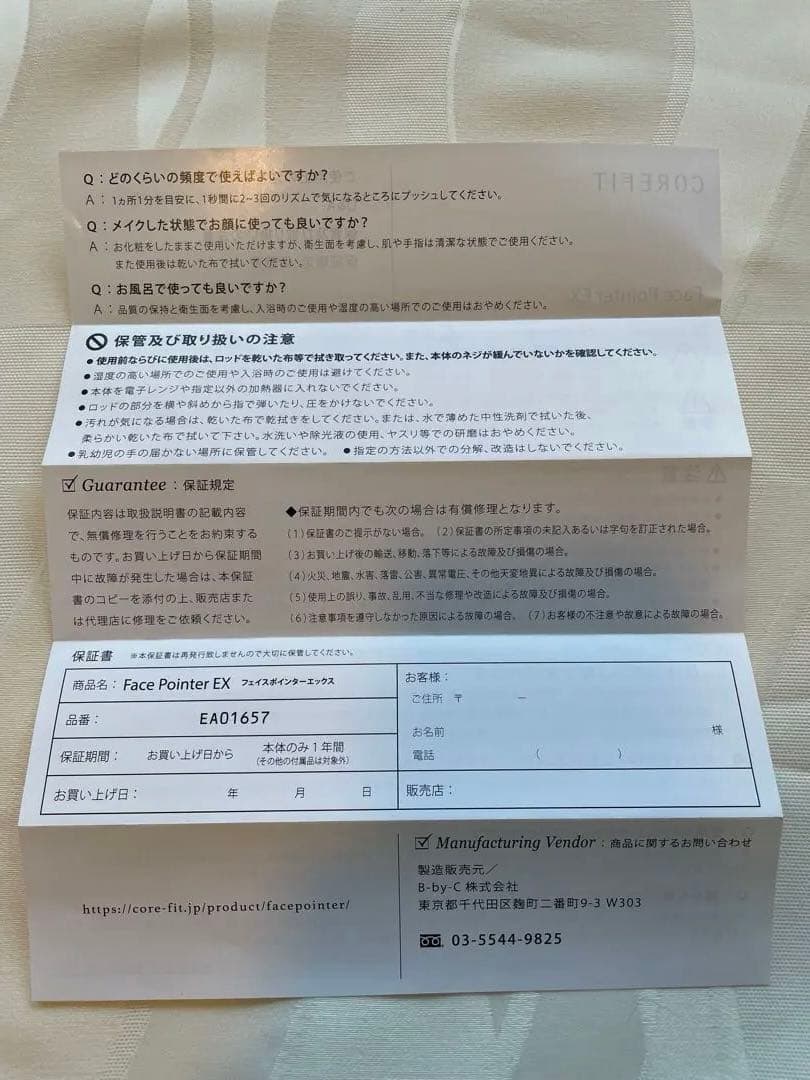 Q：どのくらいの頻度で使えばよいですか？
A：1ヵ所1分を目安に、1秒間に2~3回のリズムで気になるところにプッシュしてください。
Q：メイクした状態でお顔に使っても良いですか？
A：お化粧をしたままご使用いただけますが、衛生面を考慮し、肌や手指は清潔な状態でご使用ください。
また使用後は乾いた布で拭いてください。
Q：お風呂で使っても良いですか？
A：品質の保持と衛生面を考慮し、入浴時のご使用や湿度の高い場所でのご使用はおやめください。
COREFIT
Face Pointer EX
保管及び取り扱いの注意
●使用前ならびに使用後は、ロッドを乾いた布等で拭き取ってください。また、本体のネジが緩んでいないかを確認してください。
●湿度の高い場所でのご使用や入浴時のご使用は避けてください。
●本体を電子レンジや指定以外の加熱器に入れないでください。
●ロッドの部分を横や斜めから指で弾いたり、圧をかけないでください。
●汚れが気になる場合は、乾いた布で乾拭きをしてください。または、水で薄めた中性洗剤で拭いた後、
柔らかい乾いた布で拭いて下さい。水洗いや除光液の使用、ヤスリ等での研磨はおやめください。
●乳幼児の手の届かない場所に保管してください。 ●指定の方法以外での分解、改造はしないでください。
Guarantee：保証規定
保証内容は取扱説明書の記載内容
で、無償修理を行うことをお約束する
ものです。お買い上げ日から保証期間
中に故障が発生した場合は、本保証
書のコピーを添付の上、販売店また
は代理店に修理をご依頼ください。
◆保証期間内でも次の場合は有償修理となります。
（1）保証書のご提示がない場合。（2）保証書の所定事項の未記入あるいは字句を訂正された場合。
（3）お買い上げ後の輸送、移動、落下等による故障及び損傷の場合。
（4）火災、地震、水害、落雷、公害、異常電圧、その他天変地異による故障及び損傷の場合。
（5）使用上の誤り、事故、乱用、不当な修理や改造による故障及び損傷の場合。
（6）注意事項を遵守しなかった原因による故障の場合。（7）お客様の不注意や故意による故障の場合。
保証書 ※本保証書は再発行致しませんので大切に保管してください。
商品名：Face Pointer EX フェイスポインターエックス
品番： EA01657
保証期間： お買い上げ日から 本体のみ1年間
（その他の付属品は対象外）
お買い上げ日： 年 月 日
お客様：
ご住所 〒 －
お名前 様
電話 （ ）
販売店：
https://core-fit.jp/product/facepointer/
Manufacturing Vendor：商品に関するお問い合わせ
製造販売元／
B-by-C 株式会社
東京都千代田区麹町二番町9-3 W303
03-5544-9825